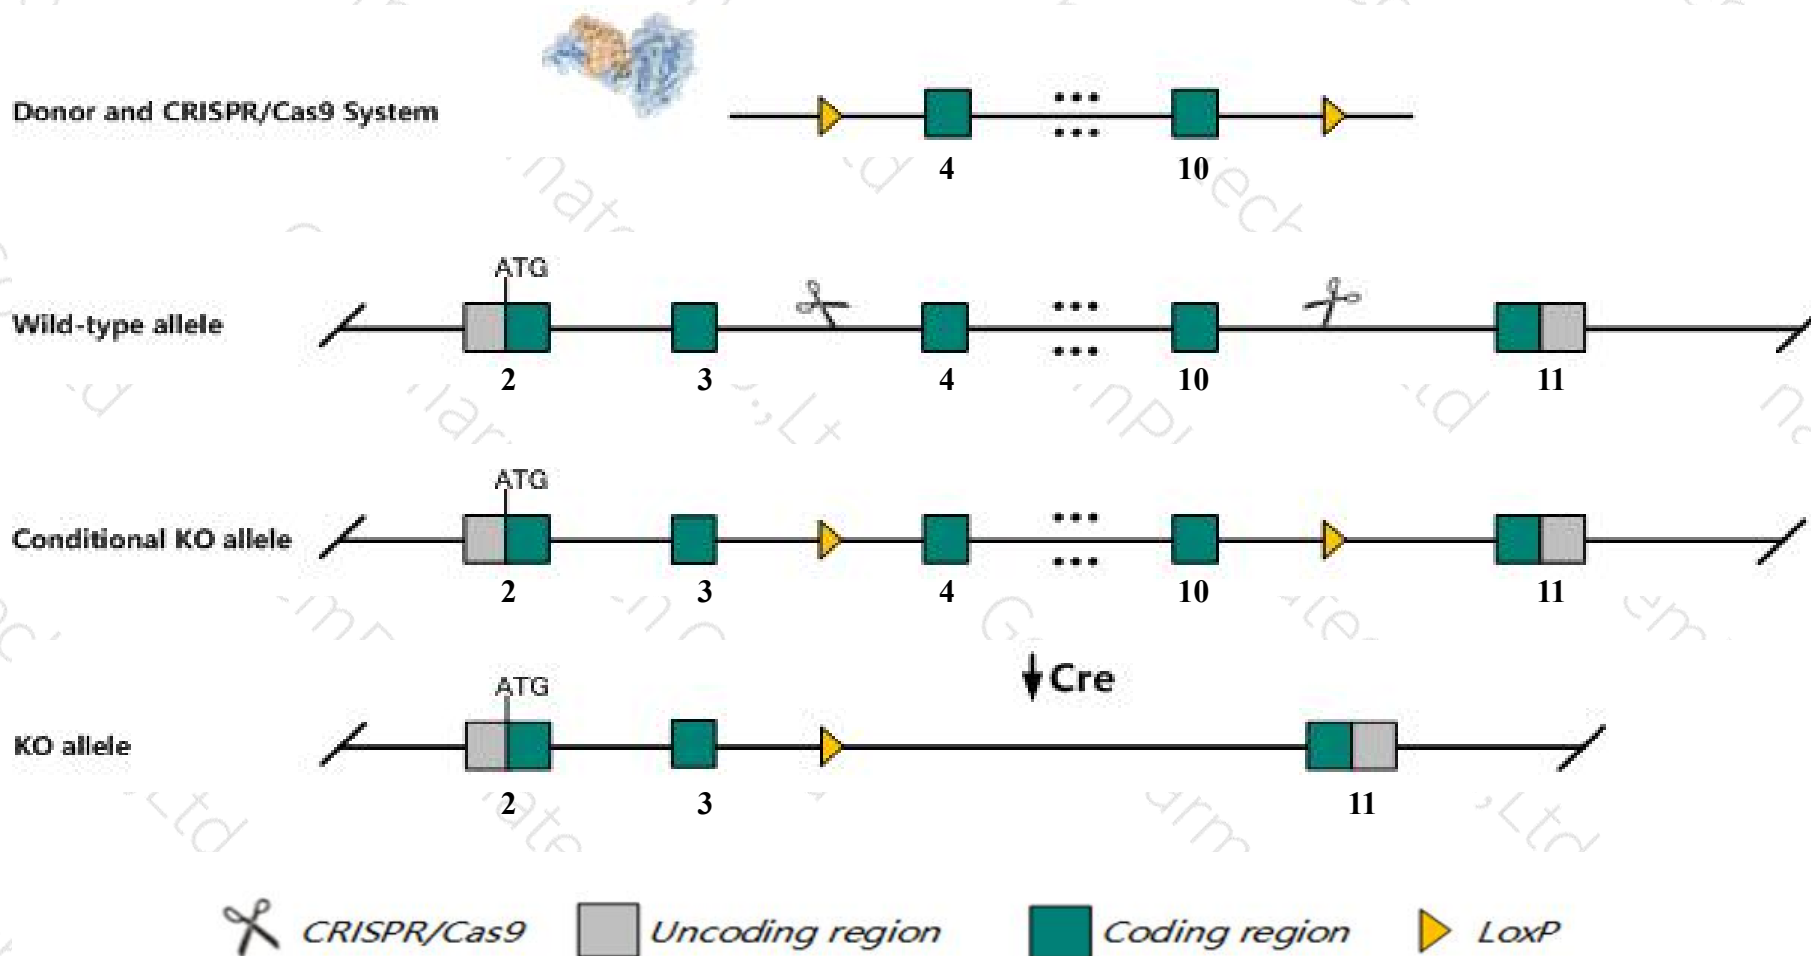 Donor and CRISPR/Cas9 System
4 10
ATG
Wild-type allele
2 3 4 10 11
ATG
Conditional KO allele
2 3 4 10 11
Cre
ATG
KO allele
2 3 11
CRISPR/Cas9 Uncoding region Coding region LoxP